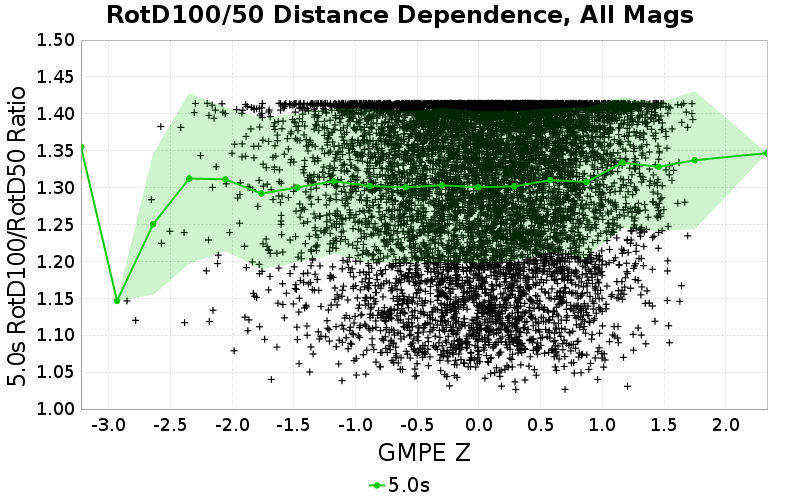 RotD100/50 Distance Dependence, All Mags
5.0s RotD100/RotD50 Ratio
1.50
1.45
1.40
1.35
1.30
1.25
1.20
1.15
1.10
1.05
1.00
-3.0 -2.5 -2.0 -1.5 -1.0 -0.5 0.0 0.5 1.0 1.5 2.0
GMPE Z
5.0s